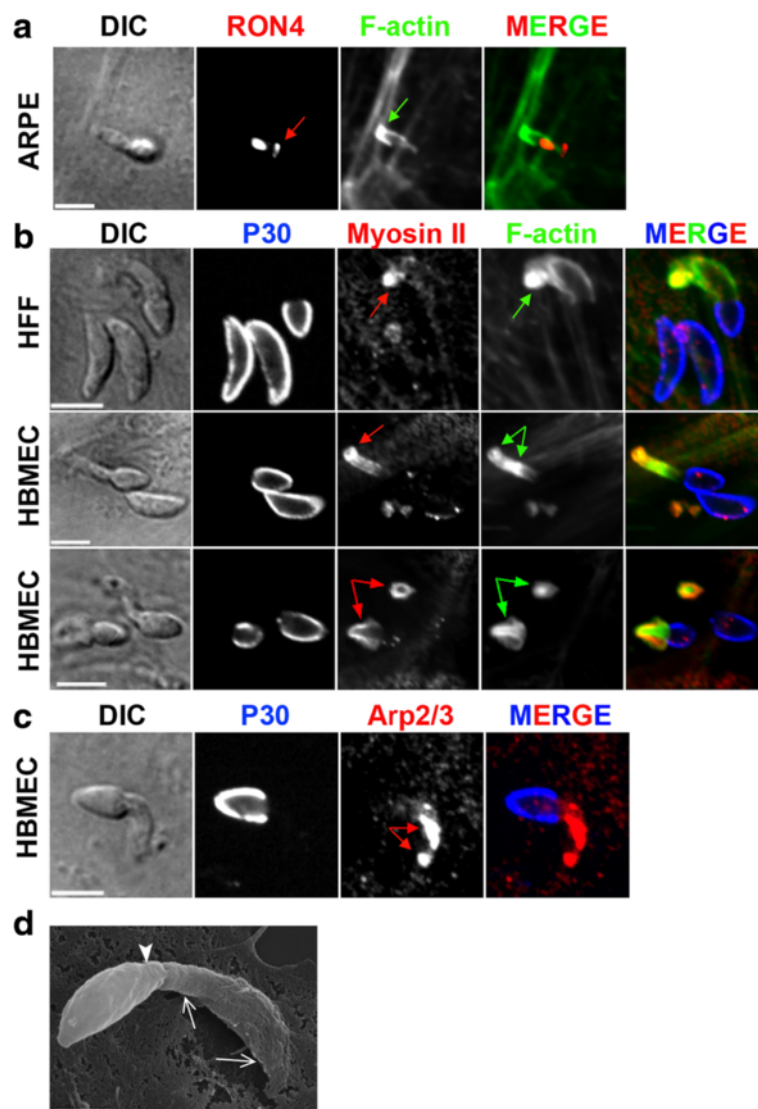 a
DIC RON4 F-actin MERGE
ARPE
b
DIC P30 Myosin II F-actin MERGE
HFF
HBMEC
HBMEC
c
DIC P30 Arp2/3 MERGE
HBMEC
d